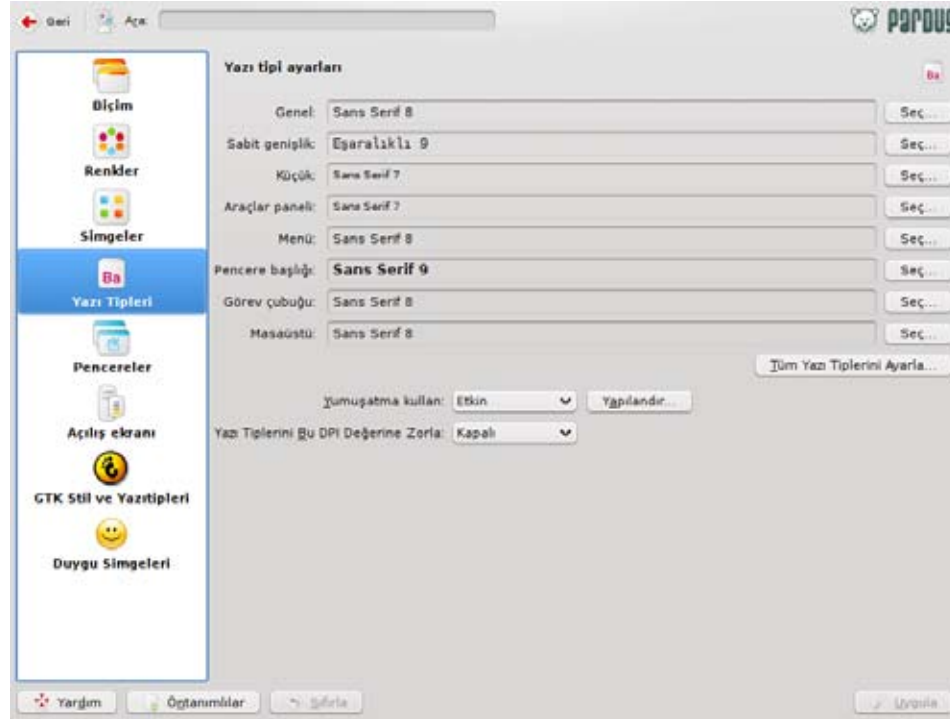 Geri Ara:
PARDUS
Biçim
Renkler
Simgeler
Ba
Yazı Tipleri
Pencereler
Açılış ekranı
GTK Stil ve Yazıtipleri
Duygu Simgeleri
Yazı tipi ayarları
Ba
Genel: Sans Serif 8 Seç...
Sabit genişlik: Eşaralıklı 9 Seç...
Küçük: Sans Serif 7 Seç...
Araçlar paneli: Sans Serif 7 Seç...
Menü: Sans Serif 8 Seç...
Pencere başlığı: Sans Serif 9 Seç...
Görev çubuğu: Sans Serif 8 Seç...
Masaüstü: Sans Serif 8 Seç...
Tüm Yazı Tiplerini Ayarla...
Yumuşatma kullan: Etkin Yapılandır...
Yazı Tiplerini Bu DPI Değerine Zorla: Kapalı
Yardım Öntanımlılar Sıfırla Uygula